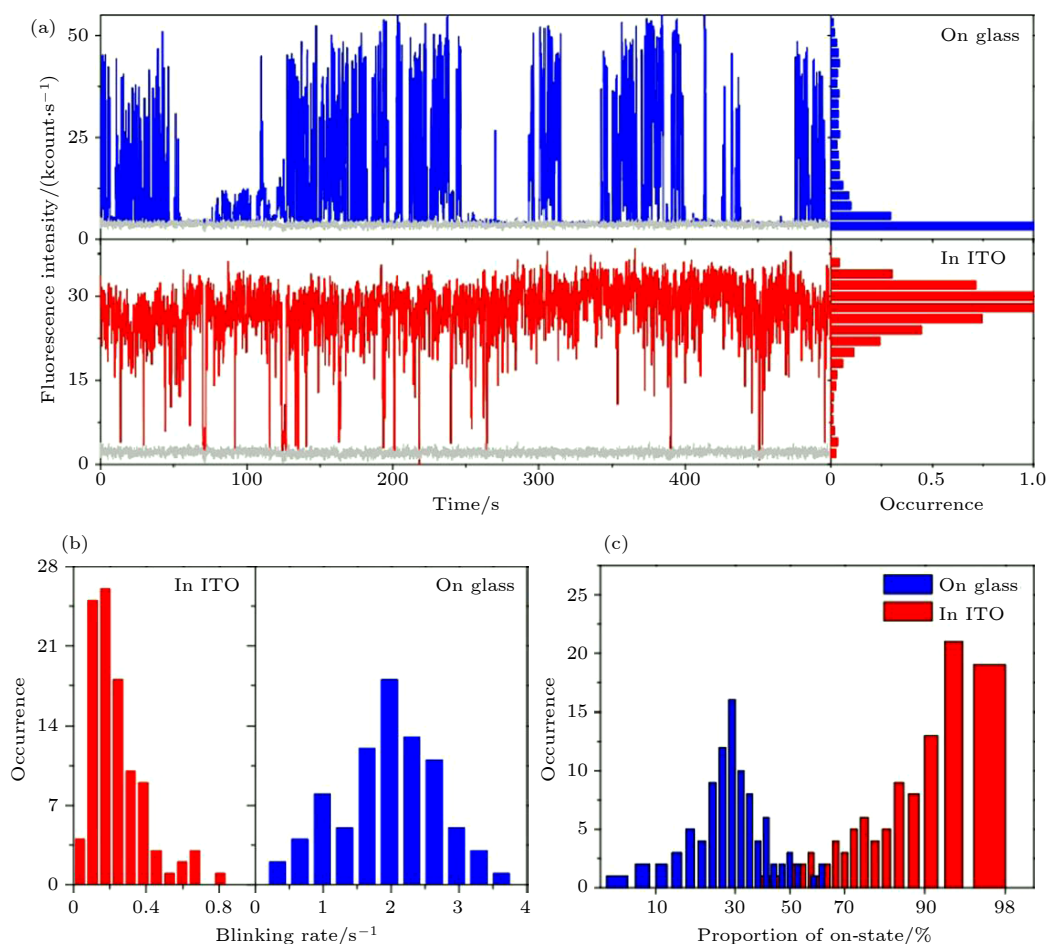 (a)
On glass
In ITO
Fluorescence intensity/(kcount·s⁻¹)
50
25
0
30
15
0
0 100 200 300 400 0 0.5 1.0
Time/s Occurrence
(b)
In ITO On glass
Occurrence
28
21
14
7
0
0 0.4 0.8 0 1 2 3 4
Blinking rate/s⁻¹
(c)
On glass
In ITO
Occurrence
25
20
15
10
5
0
10 30 50 70 90 98
Proportion of on-state/%